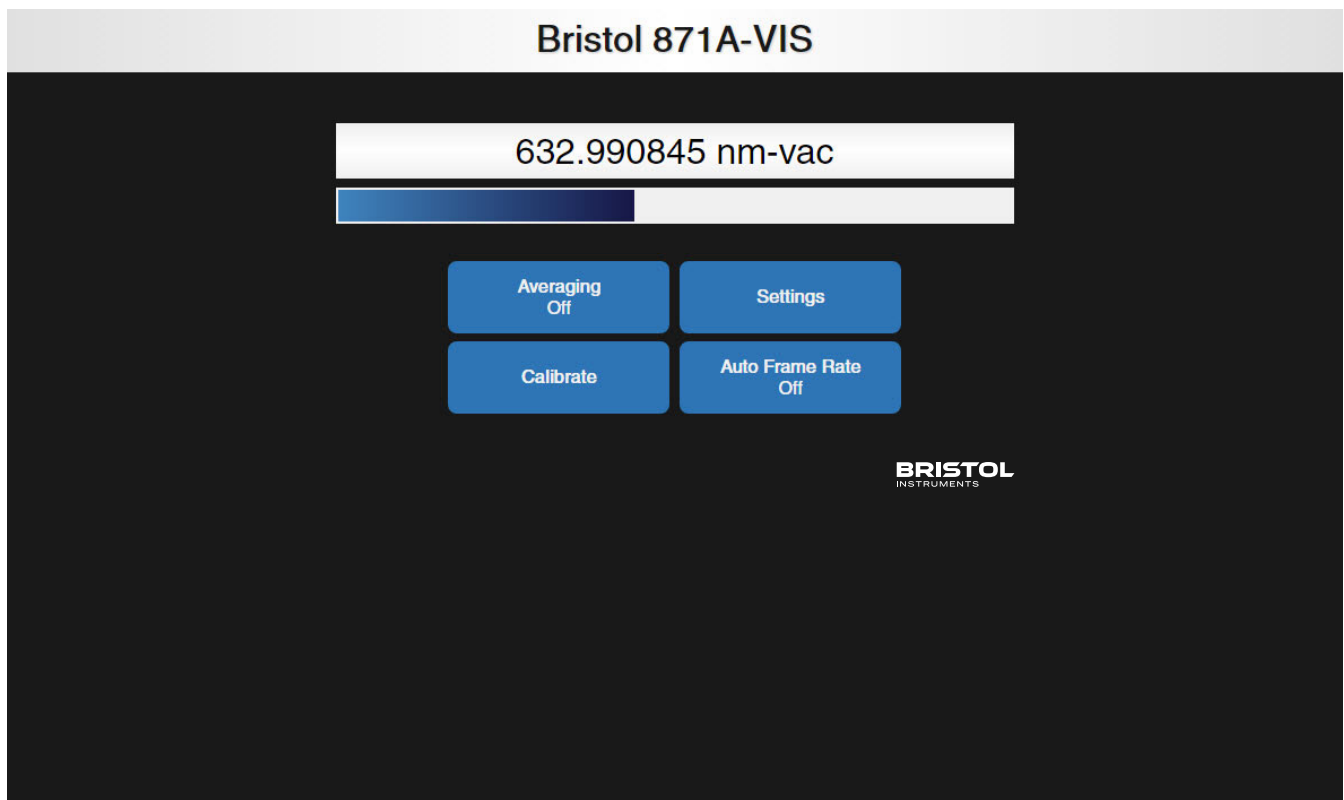 Bristol 871A-VIS
632.990845 nm-vac
Averaging
Off
Settings
Calibrate
Auto Frame Rate
Off
BRISTOL
INSTRUMENTS